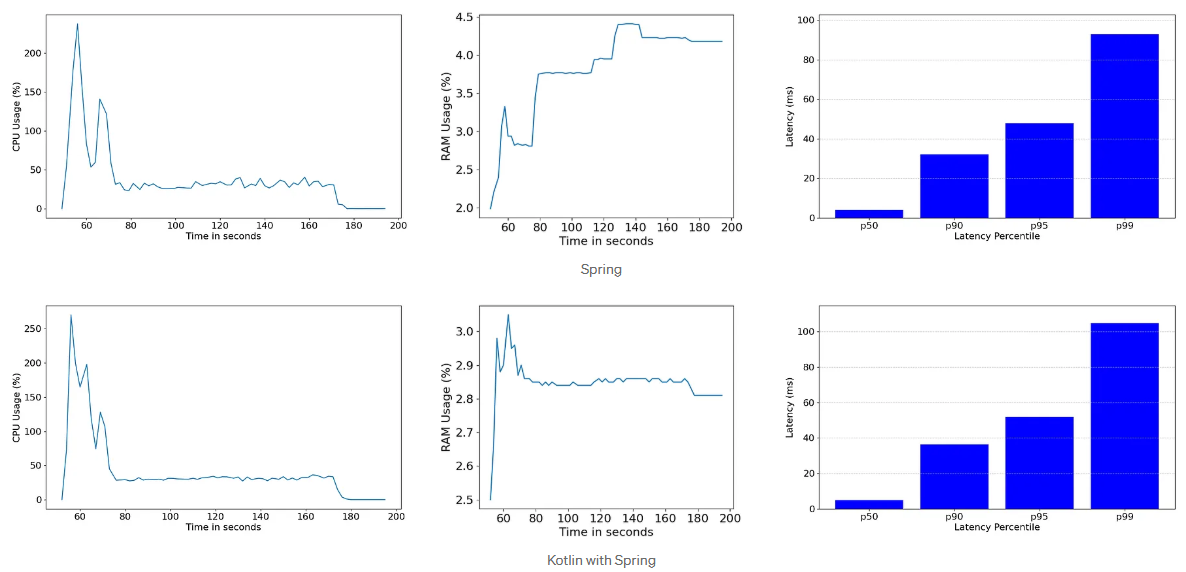 CPU Usage (%)
200
150
100
50
0
60 80 100 120 140 160 180 200
Time in seconds
RAM Usage (%)
4.5
4.0
3.5
3.0
2.5
2.0
60 80 100 120 140 160 180 200
Time in seconds
Latency (ms)
100
80
60
40
20
0
p50 p90 p95 p99
Latency Percentile
Spring
CPU Usage (%)
250
200
150
100
50
0
60 80 100 120 140 160 180 200
Time in seconds
RAM Usage (%)
3.0
2.9
2.8
2.7
2.6
2.5
60 80 100 120 140 160 180 200
Time in seconds
Latency (ms)
100
80
60
40
20
0
p50 p90 p95 p99
Latency Percentile
Kotlin with Spring